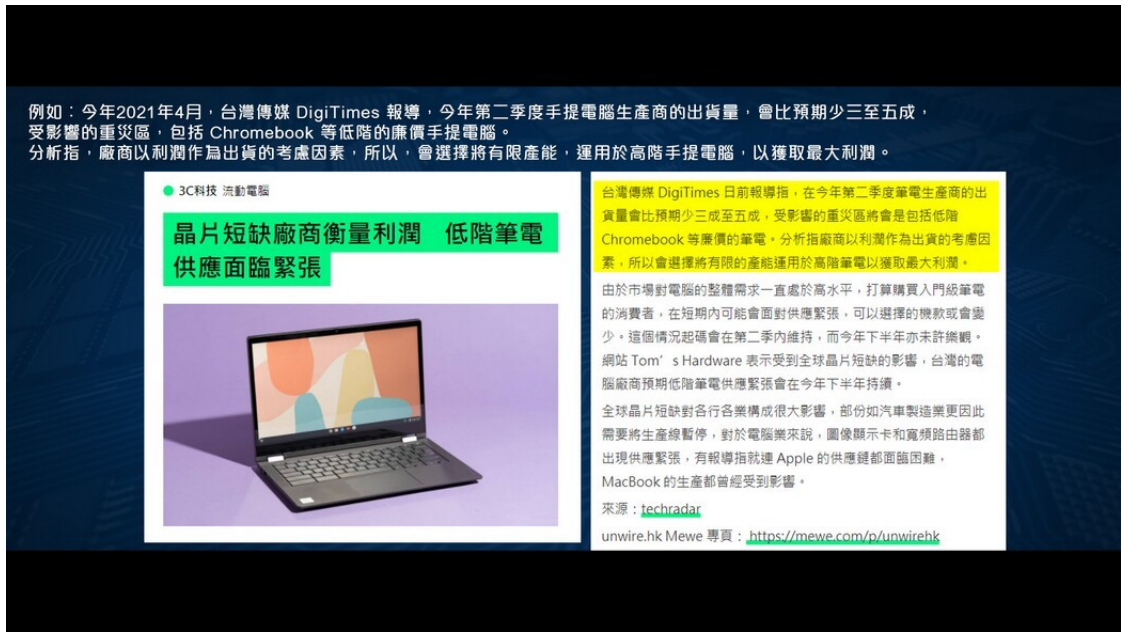 例如：今年2021年4月，台灣傳媒 DigiTimes 報導，今年第二季度手提電腦生產商的出貨量，會比預期少三至五成，
受影響的重災區，包括 Chromebook 等低階的廉價手提電腦。
分析指，廠商以利潤作為出貨的考慮因素，所以，會選擇將有限產能，運用於高階手提電腦，以獲取最大利潤。
3C科技 流動電腦
晶片短缺廠商衡量利潤　低階筆電
供應面臨緊張
台灣傳媒 DigiTimes 日前報導指，在今年第二季度筆電生產商的出
貨量會比預期少三成至五成，受影響的重災區將會是包括低階
Chromebook 等廉價的筆電。分析指廠商以利潤作為出貨的考慮因
素，所以會選擇將有限的產能運用於高階筆電以獲取最大利潤。
由於市場對電腦的整體需求一直處於高水平，打算購買入門級筆電
的消費者，在短期內可能會面對供應緊張，可以選擇的機款或會變
少。這個情況起碼會在第二季內維持，而今年下半年亦未許樂觀。
網站 Tom’s Hardware 表示受到全球晶片短缺的影響，台灣的電
腦廠商預期低階筆電供應緊張會在今年下半年持續。
全球晶片短缺對各行各業構成很大影響，部份如汽車製造業更因此
需要將生產線暫停，對於電腦業來說，圖像顯示卡和寬頻路由器都
出現供應緊張，有報導指就連 Apple 的供應鏈都面臨困難，
MacBook 的生產都曾經受到影響。
來源：techradar
unwire.hk Mewe 專頁： https://mewe.com/p/unwirehk